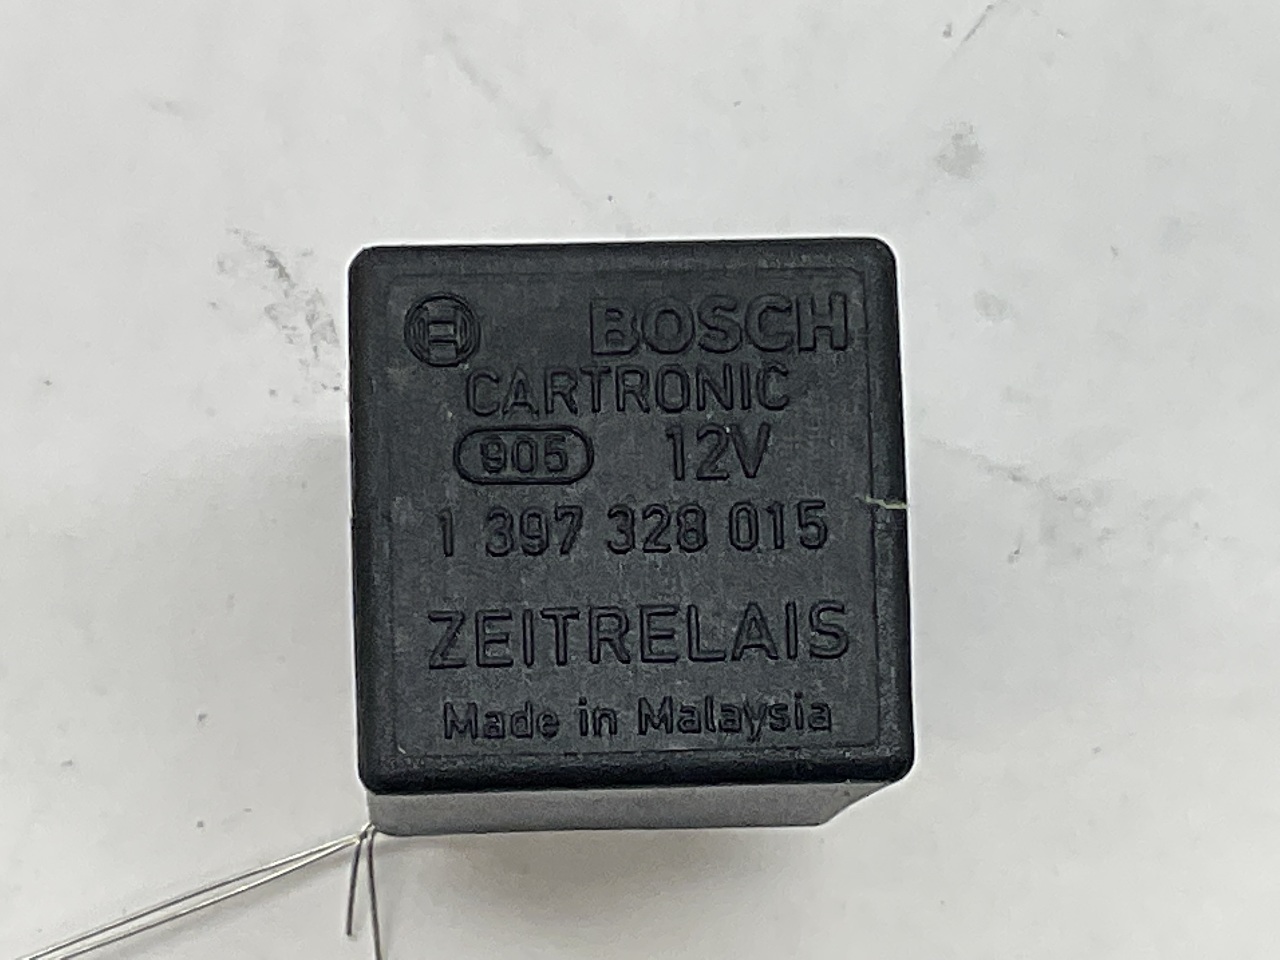 BOSCH
CARTRONIC
905 12V
1 397 328 015
ZEITRELAIS
Made in Malaysia